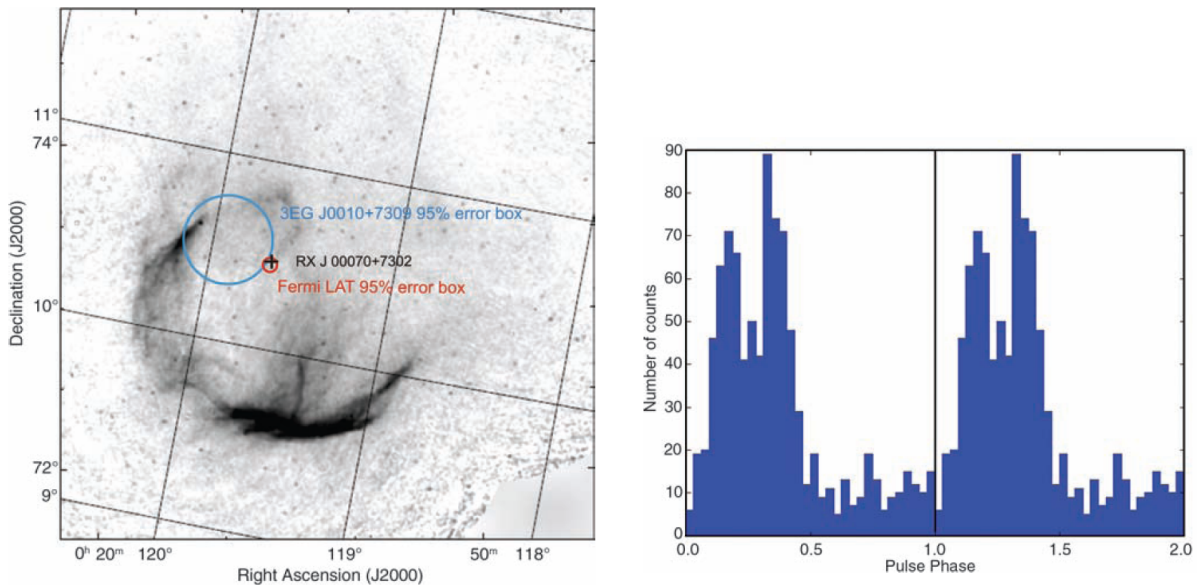 11°
74°
Declination (J2000)
10°
72°
9°
3EG J0010+7309 95% error box
RX J 00070+7302
Fermi LAT 95% error box
0ʰ 20ᵐ 120° 119° 50ᵐ 118°
Right Ascension (J2000)
90
80
70
60
50
40
30
20
10
0
Number of counts
0.0 0.5 1.0 1.5 2.0
Pulse Phase